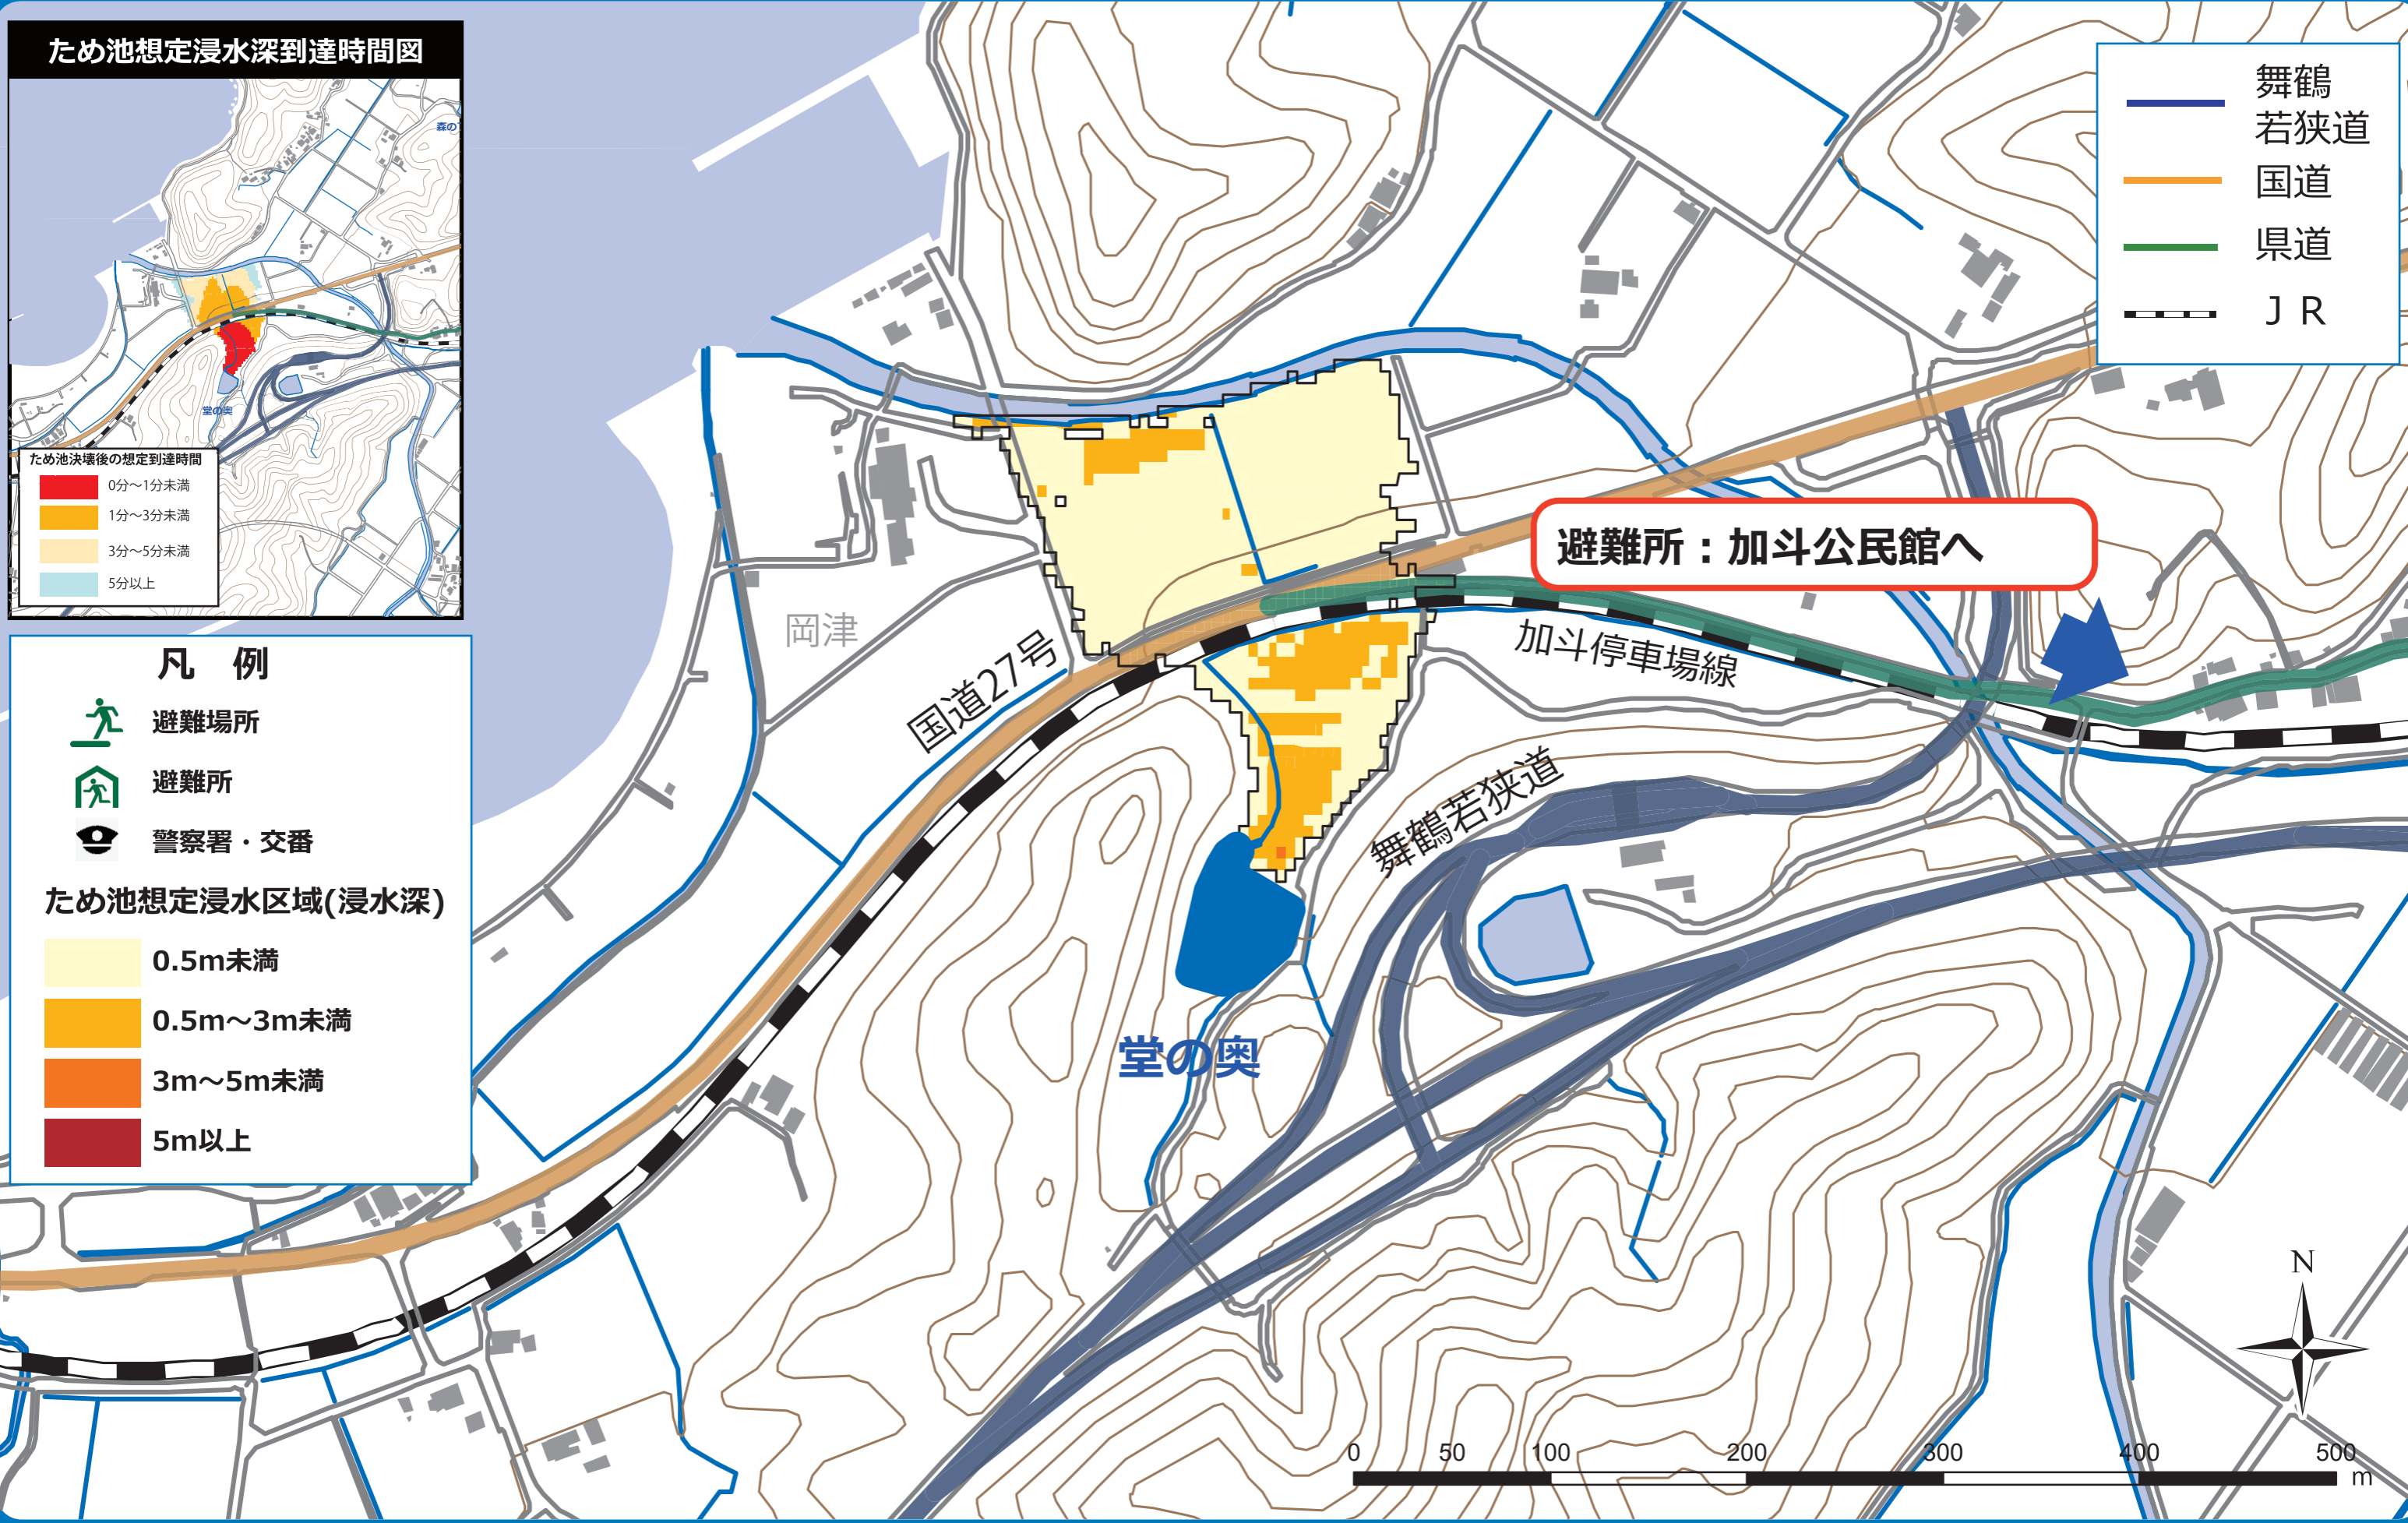 ため池想定浸水深到達時間図
森の
堂の奥
ため池決壊後の想定到達時間
0分～1分未満
1分～3分未満
3分～5分未満
5分以上
凡 例
避難場所
避難所
警察署・交番
ため池想定浸水区域(浸水深)
0.5m未満
0.5m～3m未満
3m～5m未満
5m以上
舞鶴
若狭道
国道
県道
ＪＲ
避難所：加斗公民館へ
岡津
国道27号
加斗停車場線
舞鶴若狭道
堂の奥
N
0 50 100 200 300 400 500
m